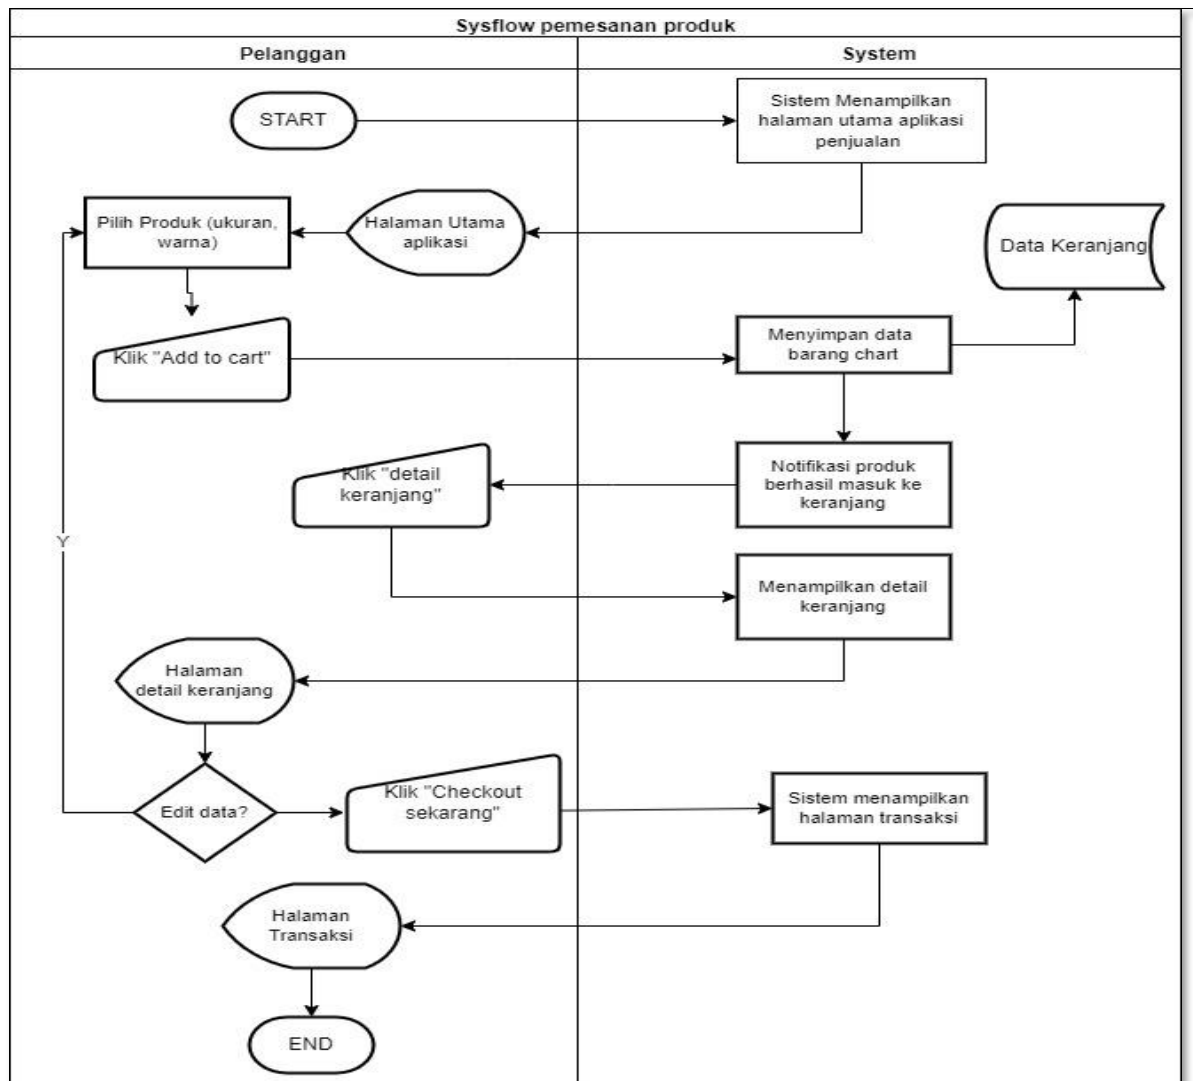 Sysflow pemesanan produk
Pelanggan
System
START
Sistem Menampilkan
halaman utama aplikasi
penjualan
Halaman Utama
aplikasi
Pilih Produk (ukuran,
warna)
Data Keranjang
Klik "Add to cart"
Menyimpan data
barang chart
Notifikasi produk
berhasil masuk ke
keranjang
Klik "detail
keranjang"
Y
Menampilkan detail
keranjang
Halaman
detail keranjang
Edit data?
Klik "Checkout
sekarang"
Sistem menampilkan
halaman transaksi
Halaman
Transaksi
END